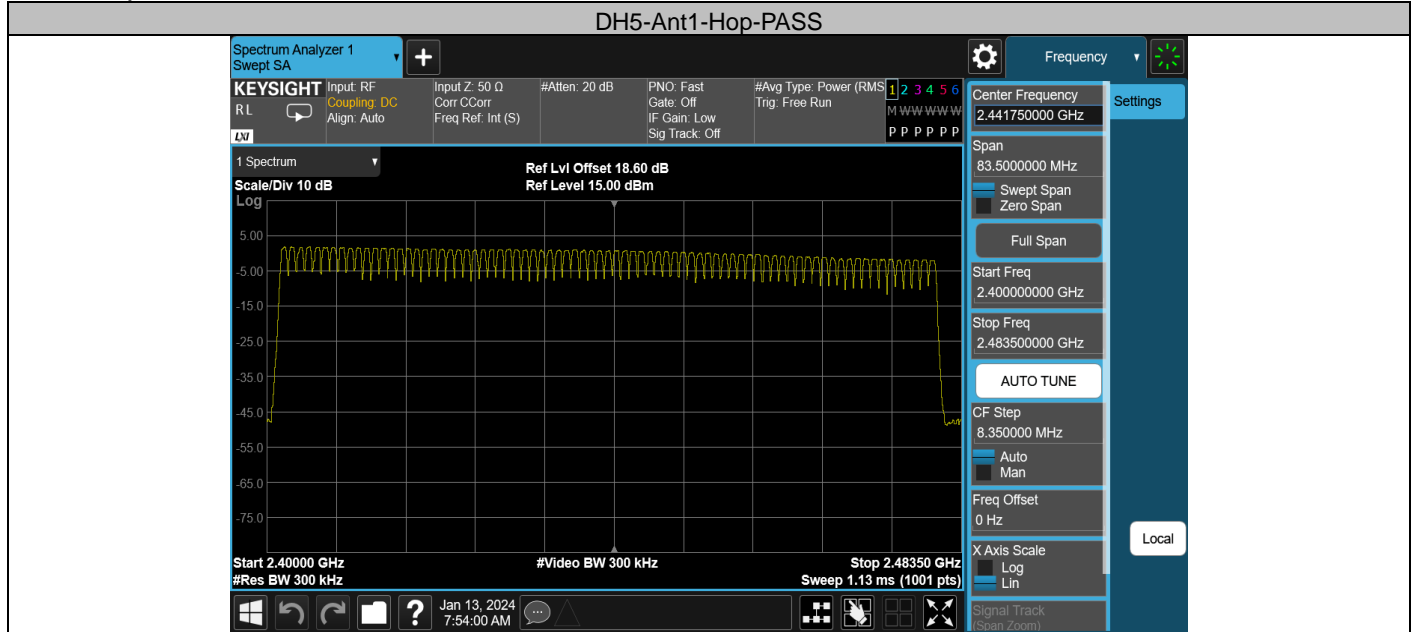 DH5-Ant1-Hop-PASS
Spectrum Analyzer 1
Swept SA
Frequency
KEYSIGHT
RL
LXI
Input: RF
Coupling: DC
Align: Auto
Input Z: 50 Ω
Corr CCorr
Freq Ref: Int (S)
#Atten: 20 dB
PNO: Fast
Gate: Off
IF Gain: Low
Sig Track: Off
#Avg Type: Power (RMS
Trig: Free Run
1 2 3 4 5 6
M W W W W W
P P P P P P
1 Spectrum
Scale/Div 10 dB
Ref Lvl Offset 18.60 dB
Ref Level 15.00 dBm
Log
5.00
-5.00
-15.0
-25.0
-35.0
-45.0
-55.0
-65.0
-75.0
Start 2.40000 GHz
#Video BW 300 kHz
Stop 2.48350 GHz
#Res BW 300 kHz
Sweep 1.13 ms (1001 pts)
Center Frequency
2.441750000 GHz
Settings
Span
83.5000000 MHz
Swept Span
Zero Span
Full Span
Start Freq
2.400000000 GHz
Stop Freq
2.483500000 GHz
AUTO TUNE
CF Step
8.350000 MHz
Auto
Man
Freq Offset
0 Hz
X Axis Scale
Log
Lin
Local
Signal Track
(Span Zoom)
?
Jan 13, 2024
7:54:00 AM